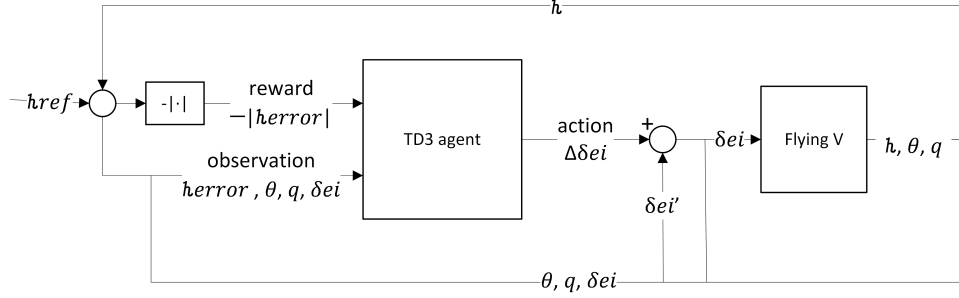 h
href
-|·|
reward
−|herror|
observation
herror , θ, q, δei
TD3 agent
action
Δδei
+
δei
Flying V
h, θ, q
δei’
θ, q, δei